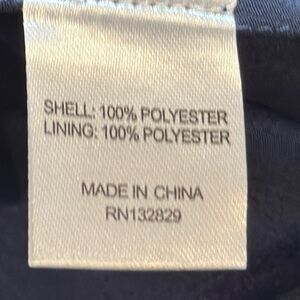 SHELL: 100% POLYESTER
LINING: 100% POLYESTER
MADE IN CHINA
RN132829